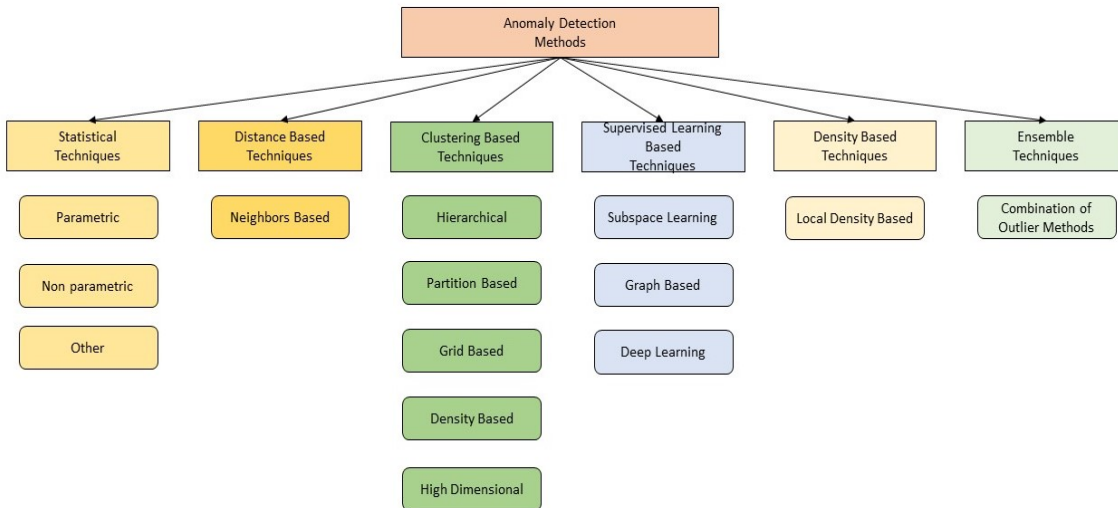 Anomaly Detection
Methods
Statistical
Techniques
Distance Based
Techniques
Clustering Based
Techniques
Supervised Learning
Based
Techniques
Density Based
Techniques
Ensemble
Techniques
Parametric
Neighbors Based
Hierarchical
Subspace Learning
Local Density Based
Combination of
Outlier Methods
Non parametric
Partition Based
Graph Based
Other
Grid Based
Deep Learning
Density Based
High Dimensional